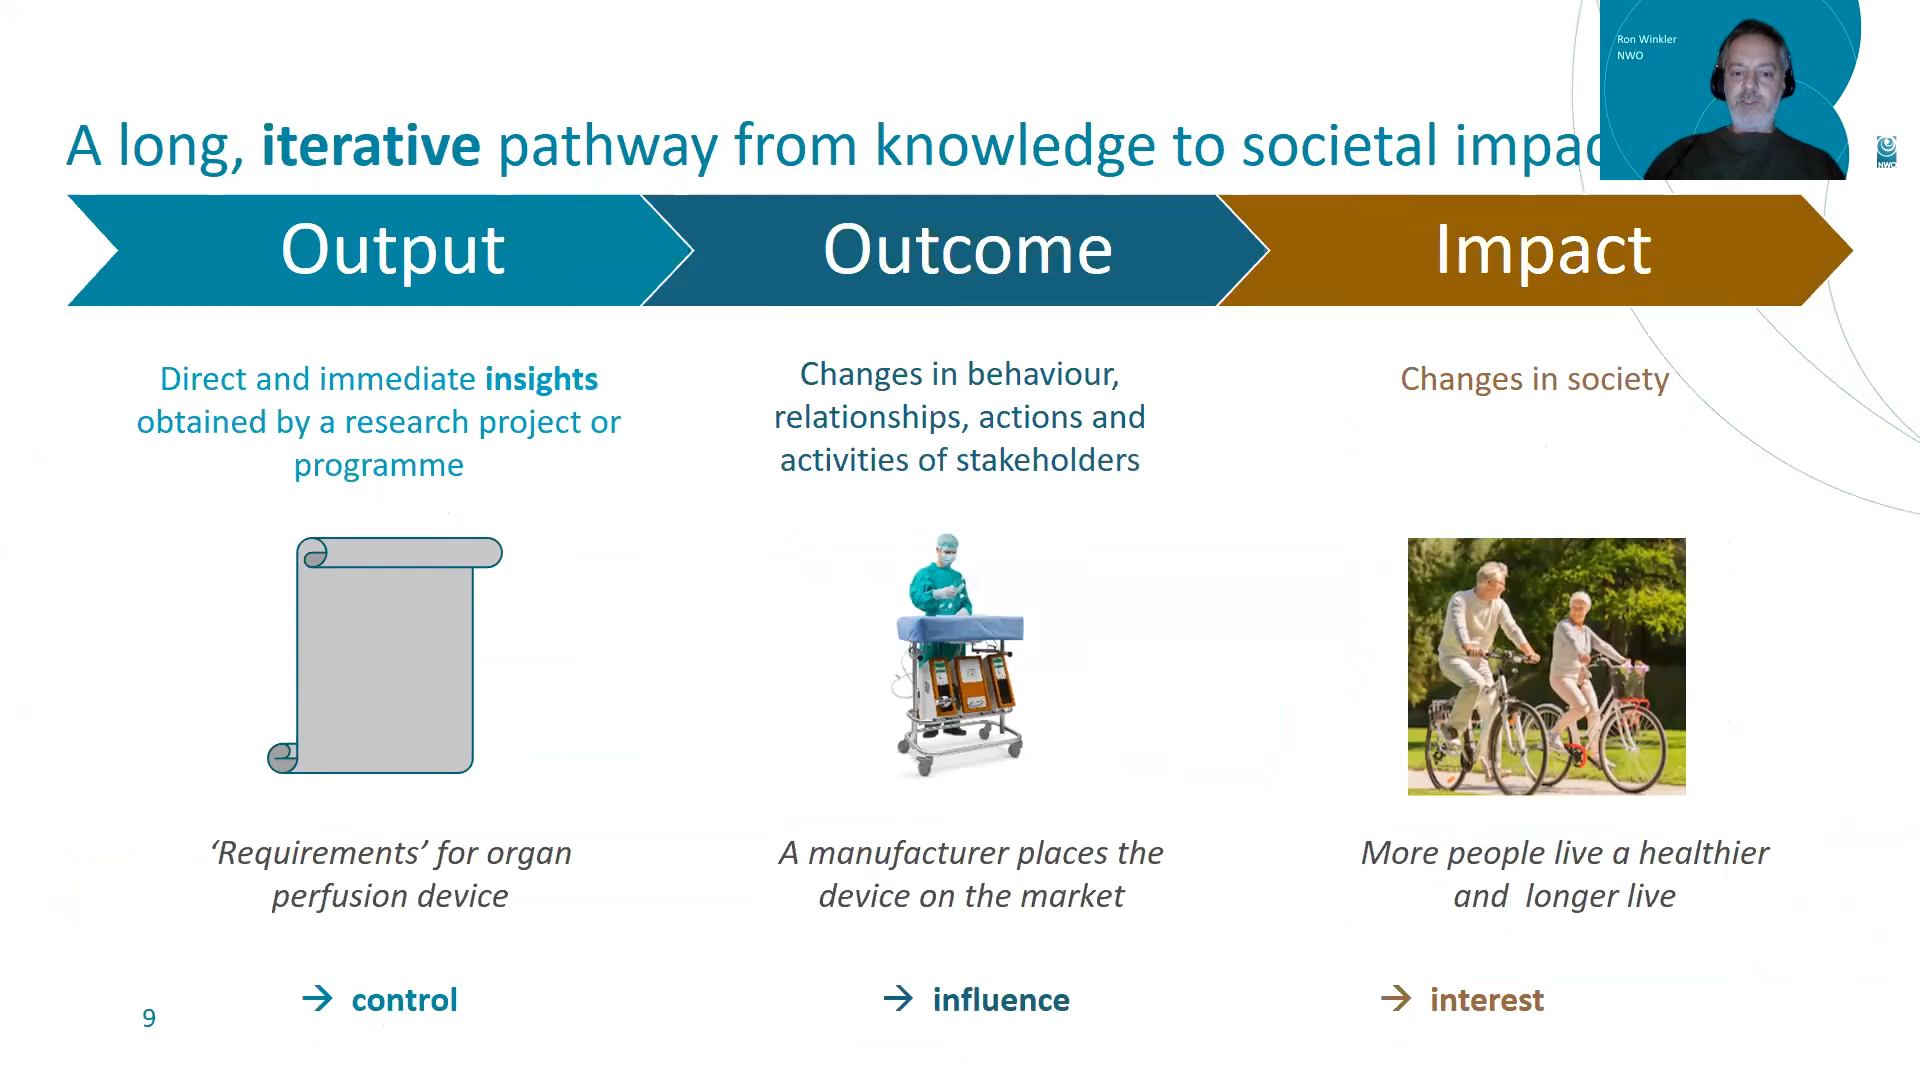 Ron Winkler
NWO
A long, iterative pathway from knowledge to societal impac
NWO
Output
Outcome
Impact
Direct and immediate insights
obtained by a research project or
programme
Changes in behaviour,
relationships, actions and
activities of stakeholders
Changes in society
‘Requirements’ for organ
perfusion device
A manufacturer places the
device on the market
More people live a healthier
and  longer live
→ control
→ influence
→ interest
9